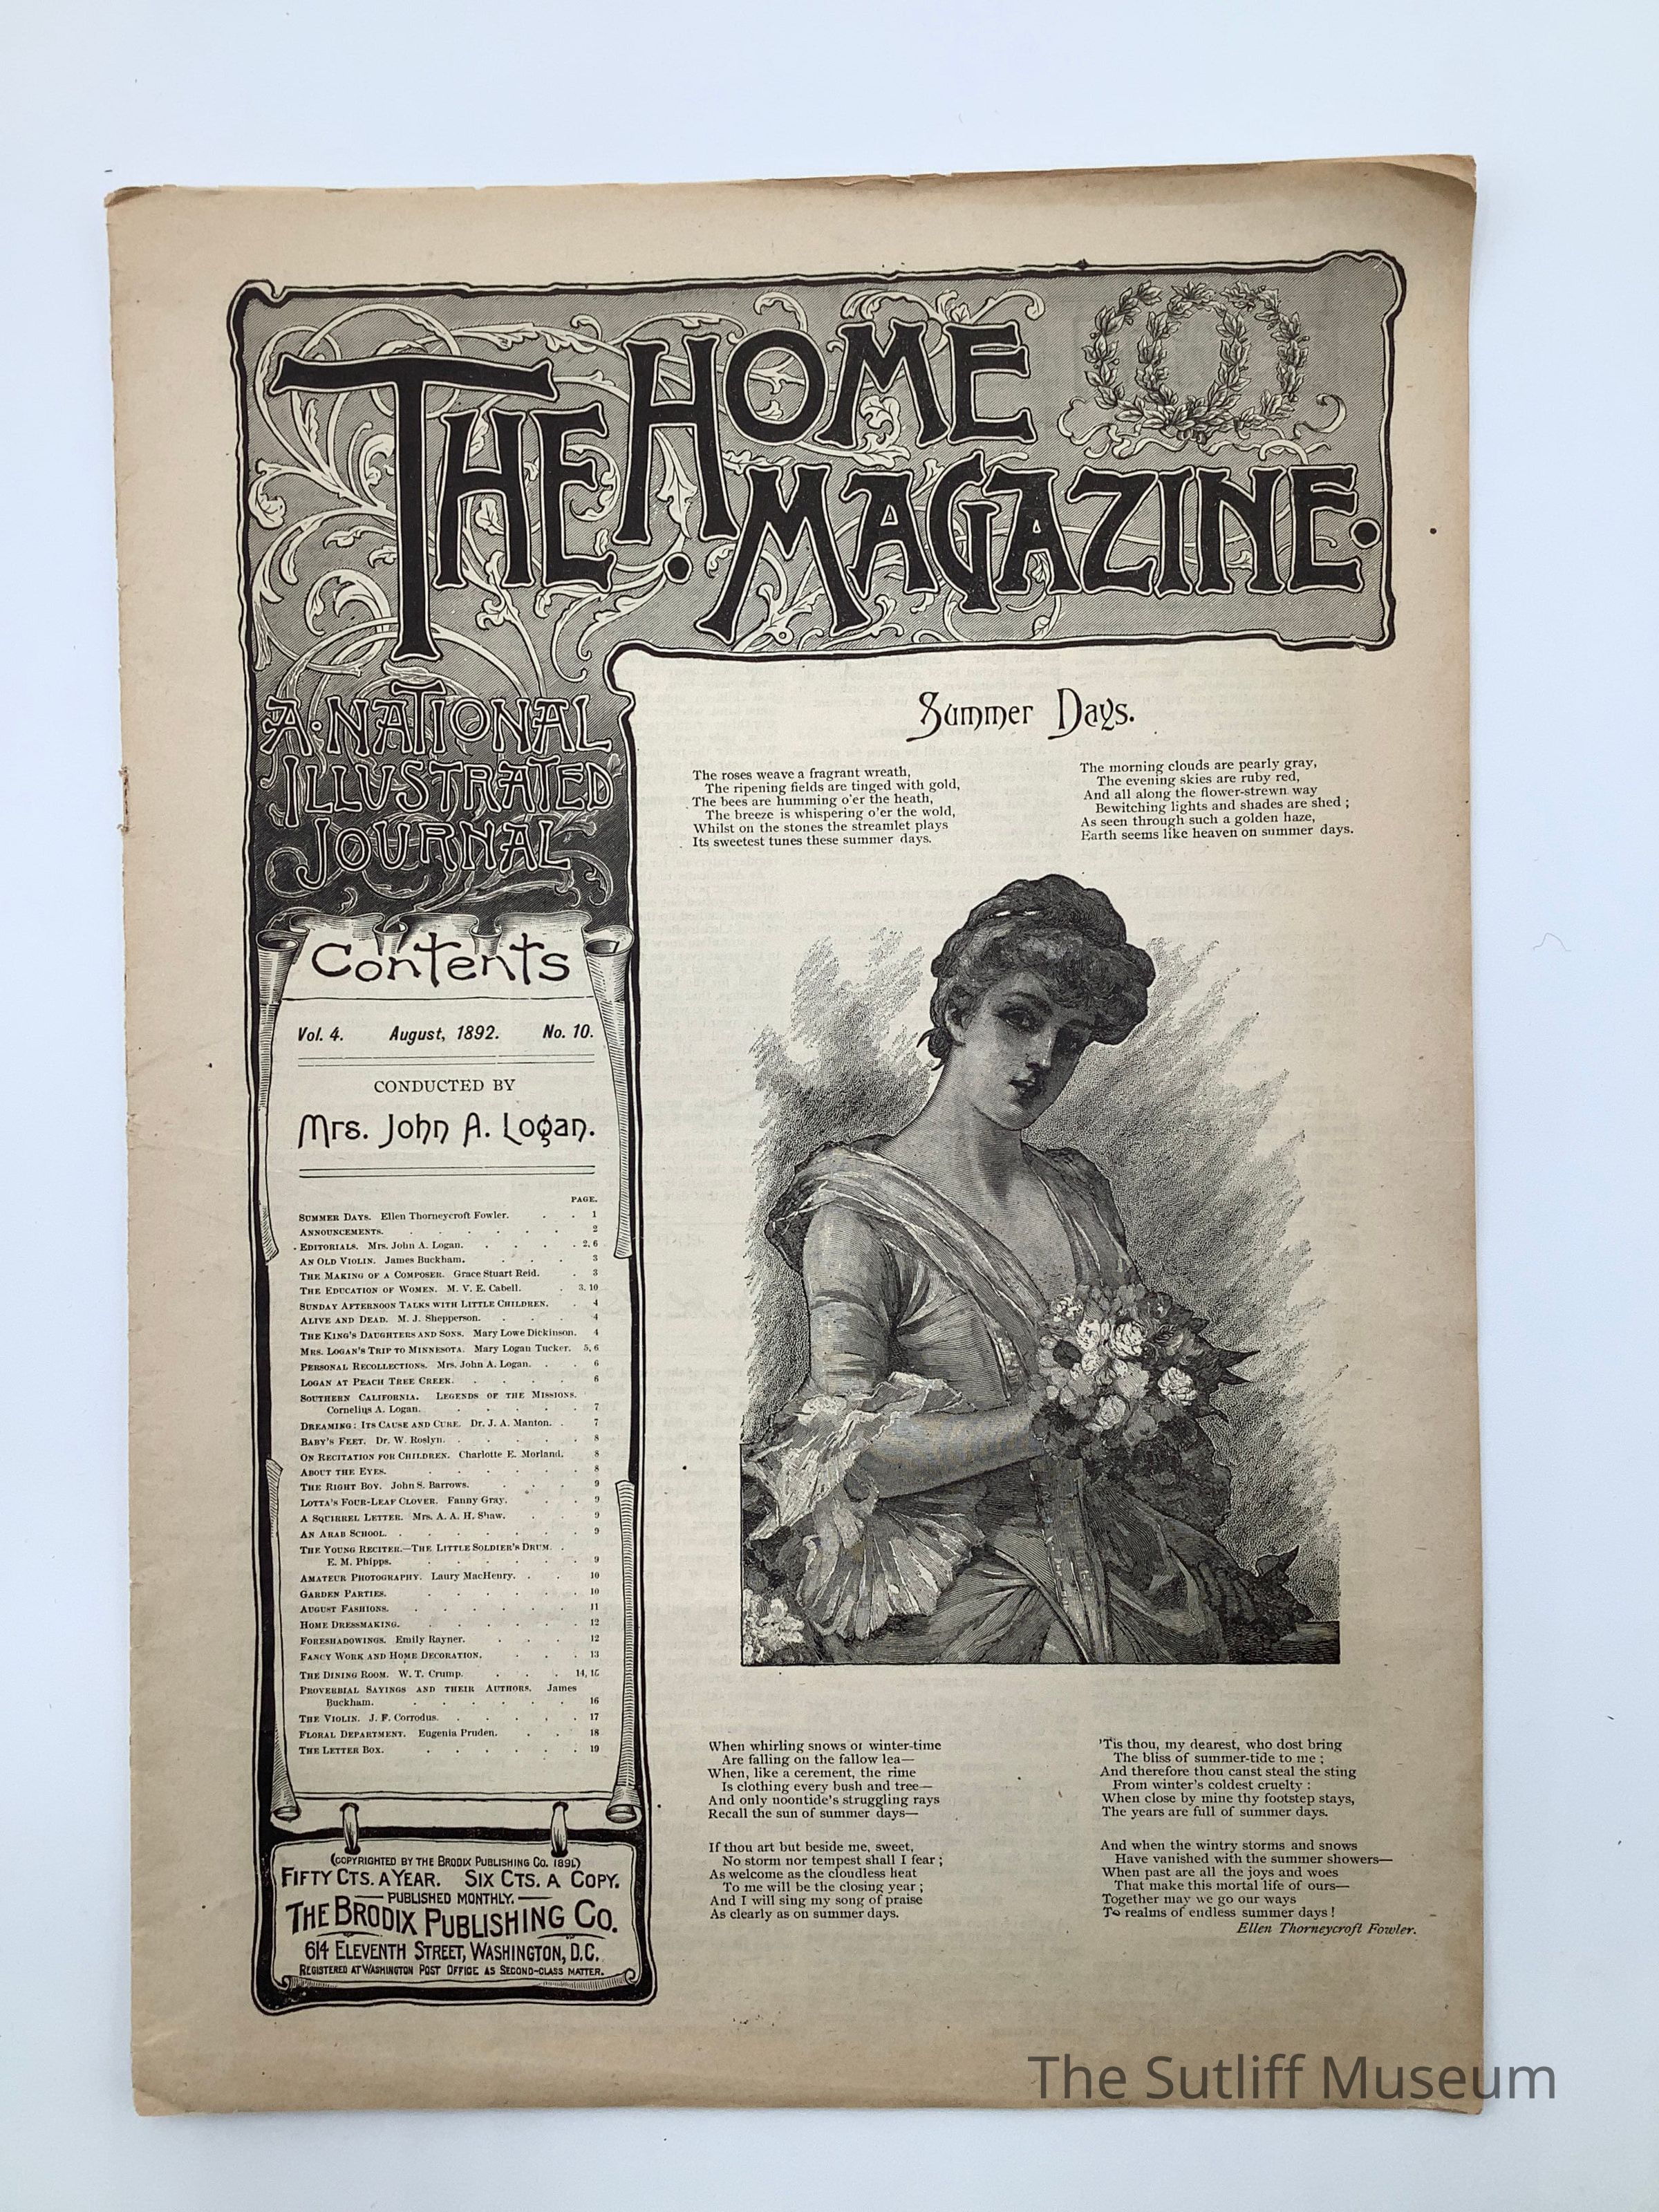 THE HOME
MAGAZINE.
A NATIONAL
ILLUSTRATED
JOURNAL
Contents
Vol. 4. August, 1892. No. 10.
CONDUCTED BY
Mrs. John A. Logan.
PAGE.
SUMMER DAYS. Ellen Thorneycroft Fowler. 1
ANNOUNCEMENTS. 2
EDITORIALS. Mrs. John A. Logan. 2, 6
AN OLD VIOLIN. James Buckham. 3
THE MAKING OF A COMPOSER. Grace Stuart Reid. 3
THE EDUCATION OF WOMEN. M. V. E. Cabell. 3, 10
SUNDAY AFTERNOON TALKS WITH LITTLE CHILDREN. 4
ALIVE AND DEAD. M. J. Shepperson. 4
THE KING'S DAUGHTERS AND SONS. Mary Lowe Dickinson. 4
MRS. LOGAN'S TRIP TO MINNESOTA. Mary Logan Tucker. 5, 6
PERSONAL RECOLLECTIONS. Mrs. John A. Logan. 6
LOGAN AT PEACH TREE CREEK. 6
SOUTHERN CALIFORNIA. LEGENDS OF THE MISSIONS.
Cornelius A. Logan. 7
DREAMING: ITS CAUSE AND CURE. Dr. J. A. Manton. 7
BABY'S FEET. Dr. W. Roslyn. 8
ON RECITATION FOR CHILDREN. Charlotte E. Morland. 8
ABOUT THE EYES. 8
THE RIGHT BOY. John S. Barrows. 9
LOTTA'S FOUR-LEAF CLOVER. Fanny Gray. 9
A SQUIRREL LETTER. Mrs. A. A. H. Shaw. 9
AN ARAB SCHOOL. 9
THE YOUNG RECITER.—THE LITTLE SOLDIER'S DRUM.
E. M. Phipps. 9
AMATEUR PHOTOGRAPHY. Laury MacHenry. 10
GARDEN PARTIES. 10
AUGUST FASHIONS. 11
HOME DRESSMAKING. 12
FORESHADOWINGS. Emily Rayner. 12
FANCY WORK AND HOME DECORATION. 13
THE DINING ROOM. W. T. Crump. 14, 15
PROVERBIAL SAYINGS AND THEIR AUTHORS. James
Buckham. 16
THE VIOLIN. J. F. Corrodus. 17
FLORAL DEPARTMENT. Eugenia Pruden. 18
THE LETTER BOX. 19
(COPYRIGHTED BY THE BRODIX PUBLISHING CO. 1891)
FIFTY CTS. A YEAR. SIX CTS. A COPY.
PUBLISHED MONTHLY.
THE BRODIX PUBLISHING CO.
614 ELEVENTH STREET, WASHINGTON, D.C.
REGISTERED AT WASHINGTON POST OFFICE AS SECOND-CLASS MATTER.
Summer Days.
The roses weave a fragrant wreath,
The ripening fields are tinged with gold,
The bees are humming o'er the heath,
The breeze is whispering o'er the wold,
Whilst on the stones the streamlet plays
Its sweetest tunes these summer days.
The morning clouds are pearly gray,
The evening skies are ruby red,
And all along the flower-strewn way
Bewitching lights and shades are shed ;
As seen through such a golden haze,
Earth seems like heaven on summer days.
When whirling snows of winter-time
Are falling on the fallow lea—
When, like a cerement, the rime
Is clothing every bush and tree—
And only noontide's struggling rays
Recall the sun of summer days—
If thou art but beside me, sweet,
No storm nor tempest shall I fear ;
As welcome as the cloudless heat
To me will be the closing year ;
And I will sing my song of praise
As clearly as on summer days.
'Tis thou, my dearest, who dost bring
The bliss of summer-tide to me ;
And therefore thou canst steal the sting
From winter's coldest cruelty :
When close by mine thy footstep stays,
The years are full of summer days.
And when the wintry storms and snows
Have vanished with the summer showers—
When past are all the joys and woes
That make this mortal life of ours—
Together may we go our ways
To realms of endless summer days !
Ellen Thorneycroft Fowler.
The Sutliff Museum